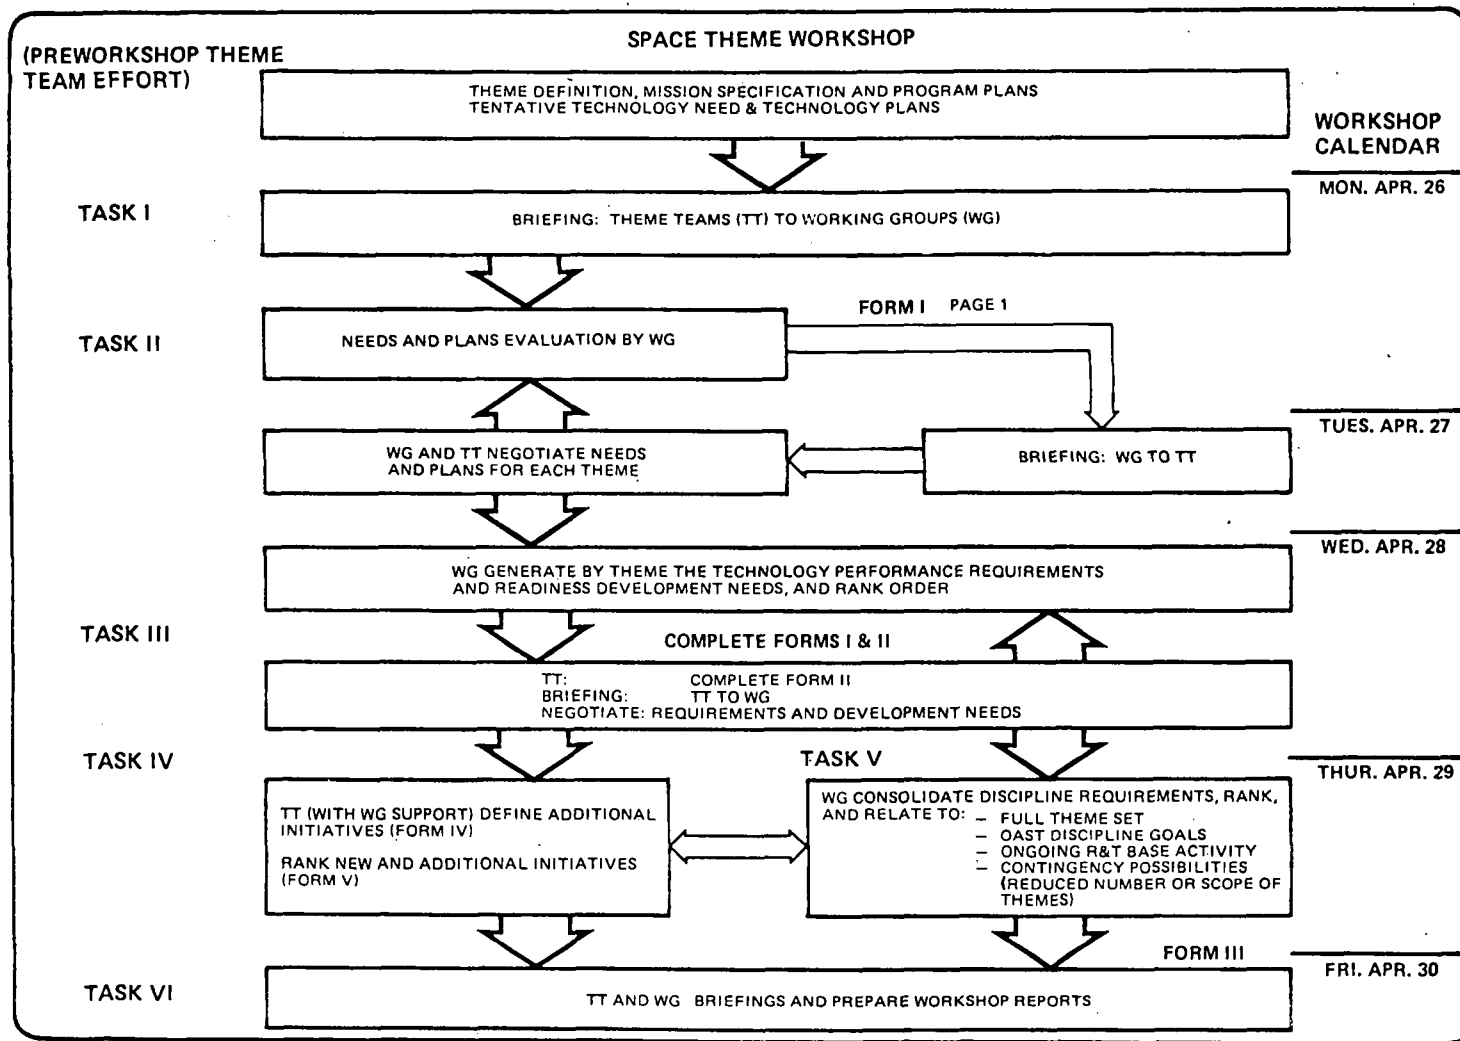 SPACE THEME WORKSHOP
(PREWORKSHOP THEME
TEAM EFFORT)
THEME DEFINITION, MISSION SPECIFICATION AND PROGRAM PLANS
TENTATIVE TECHNOLOGY NEED & TECHNOLOGY PLANS
WORKSHOP
CALENDAR
MON. APR. 26
TASK I
BRIEFING: THEME TEAMS (TT) TO WORKING GROUPS (WG)
FORM I PAGE 1
TASK II
NEEDS AND PLANS EVALUATION BY WG
TUES. APR. 27
WG AND TT NEGOTIATE NEEDS
AND PLANS FOR EACH THEME
BRIEFING: WG TO TT
WED. APR. 28
WG GENERATE BY THEME THE TECHNOLOGY PERFORMANCE REQUIREMENTS
AND READINESS DEVELOPMENT NEEDS, AND RANK ORDER
TASK III
COMPLETE FORMS I & II
TT: COMPLETE FORM II
BRIEFING: TT TO WG
NEGOTIATE: REQUIREMENTS AND DEVELOPMENT NEEDS
TASK IV
TASK V
THUR. APR. 29
TT (WITH WG SUPPORT) DEFINE ADDITIONAL
INITIATIVES (FORM IV)
RANK NEW AND ADDITIONAL INITIATIVES
(FORM V)
WG CONSOLIDATE DISCIPLINE REQUIREMENTS, RANK,
AND RELATE TO: – FULL THEME SET
– OAST DISCIPLINE GOALS
– ONGOING R&T BASE ACTIVITY
– CONTINGENCY POSSIBILITIES
(REDUCED NUMBER OR SCOPE OF
THEMES)
FORM III
FRI. APR. 30
TASK VI
TT AND WG BRIEFINGS AND PREPARE WORKSHOP REPORTS